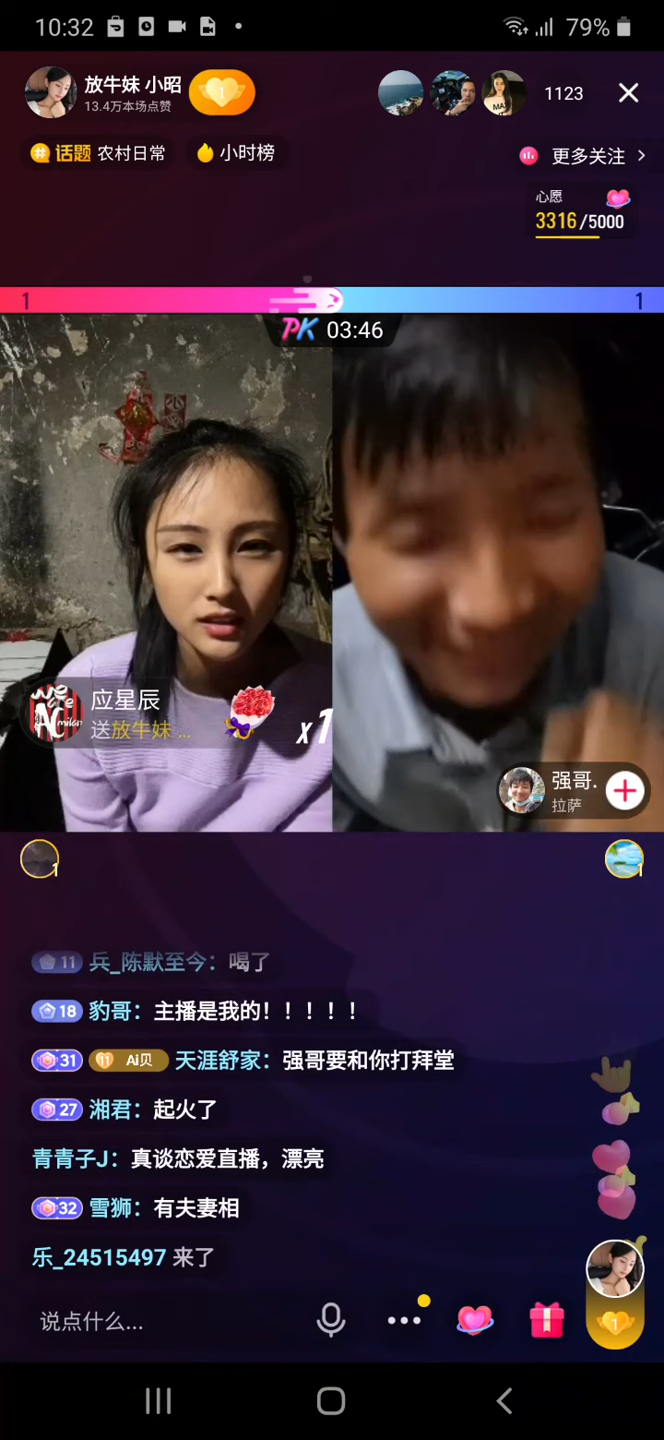 10:32
79%
放牛妹 小昭
13.4万本场点赞
1
1123
话题 农村日常
小时榜
更多关注
心愿
3316/5000
1
1
PK 03:46
应星辰
送放牛妹 ...
x1
强哥.
拉萨
1
1
11 兵_陈默至今：喝了
18 豹哥：主播是我的！！！！！
31 11 Ai贝 天涯舒家：强哥要和你打拜堂
27 湘君：起火了
青青子J：真谈恋爱直播，漂亮
32 雪狮：有夫妻相
乐_24515497 来了
说点什么...
1